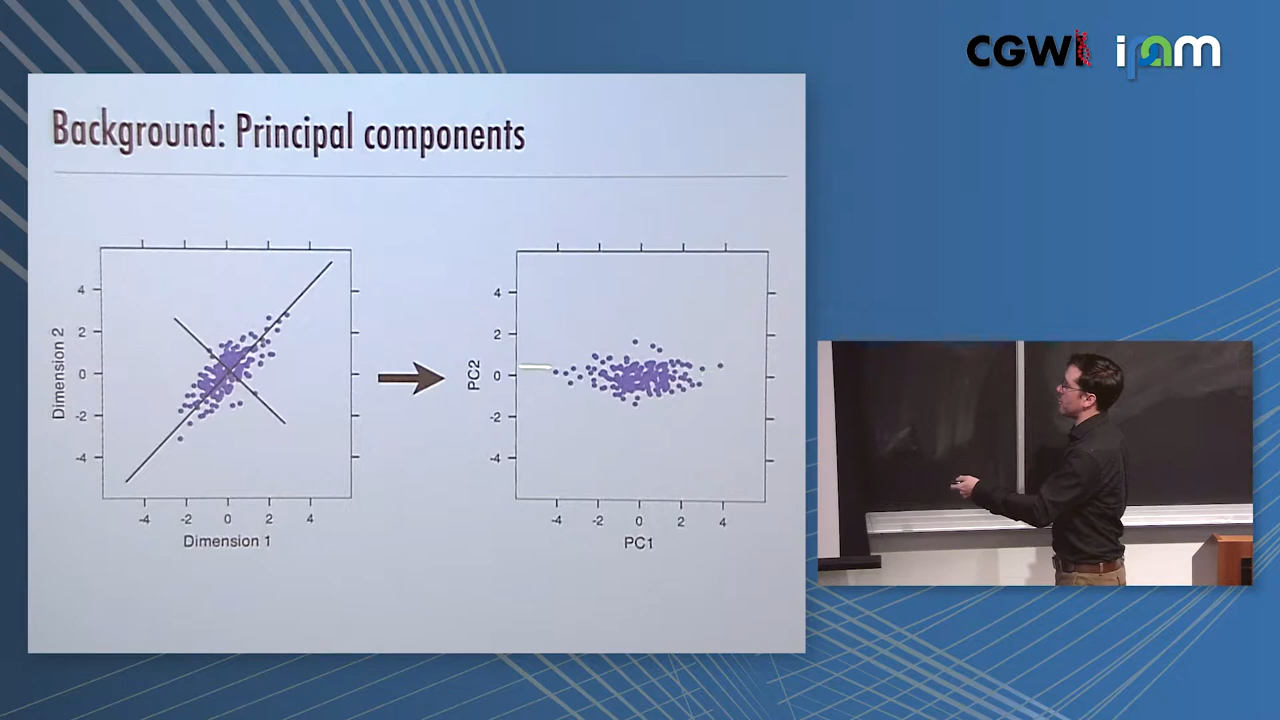 CGWI
ipam
Background: Principal components
Dimension 2
4
2
0
-2
-4
-4 -2 0 2 4
Dimension 1
PC2
4
2
0
-2
-4
-4 -2 0 2 4
PC1